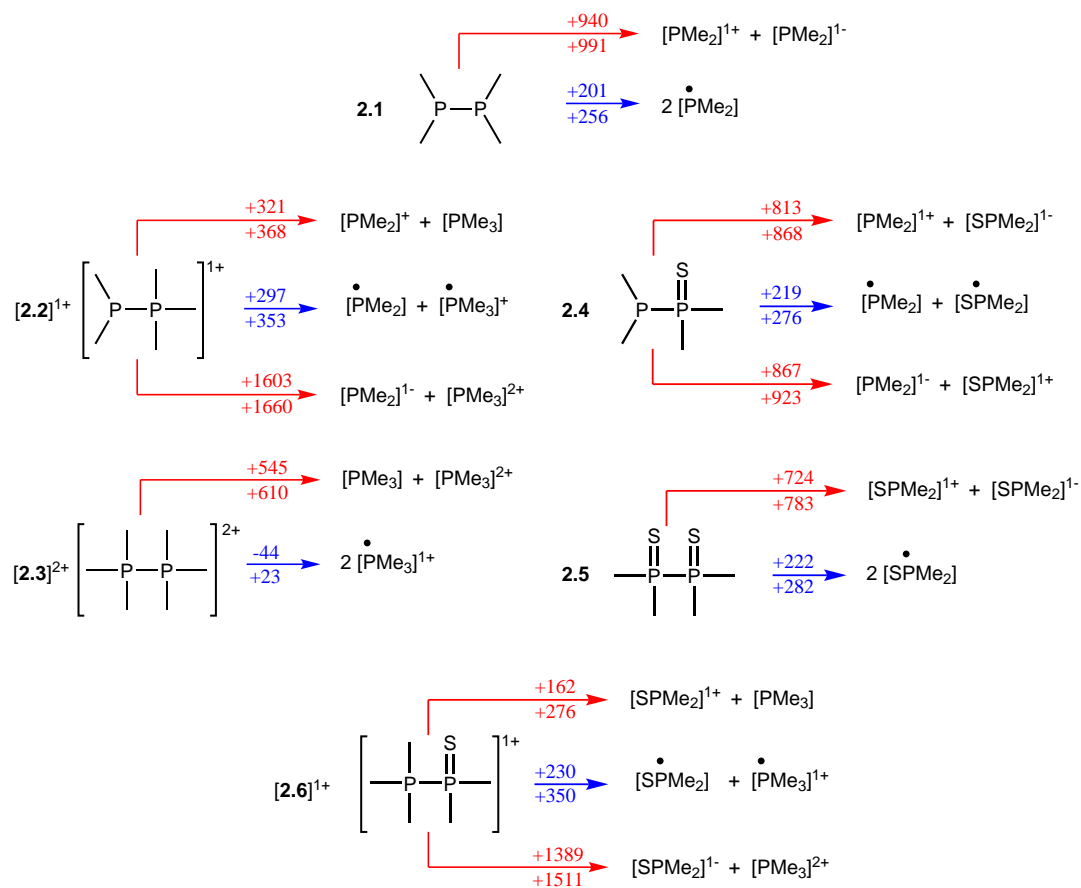 +940
+991
[PMe2]1+ + [PMe2]1-
2.1
P P
+201
+256
2 [PMe2]
+321
+368
[PMe2]+ + [PMe3]
[2.2]1+
P P
1+
+297
+353
[PMe2] + [PMe3]+
+1603
+1660
[PMe2]1- + [PMe3]2+
+813
+868
[PMe2]1+ + [SPMe2]1-
2.4
S
P P
+219
+276
[PMe2] + [SPMe2]
+867
+923
[PMe2]1- + [SPMe2]1+
+545
+610
[PMe3] + [PMe3]2+
[2.3]2+
P P
2+
-44
+23
2 [PMe3]1+
+724
+783
[SPMe2]1+ + [SPMe2]1-
2.5
S S
P P
+222
+282
2 [SPMe2]
+162
+276
[SPMe2]1+ + [PMe3]
[2.6]1+
S
P P
1+
+230
+350
[SPMe2] + [PMe3]1+
+1389
+1511
[SPMe2]1- + [PMe3]2+